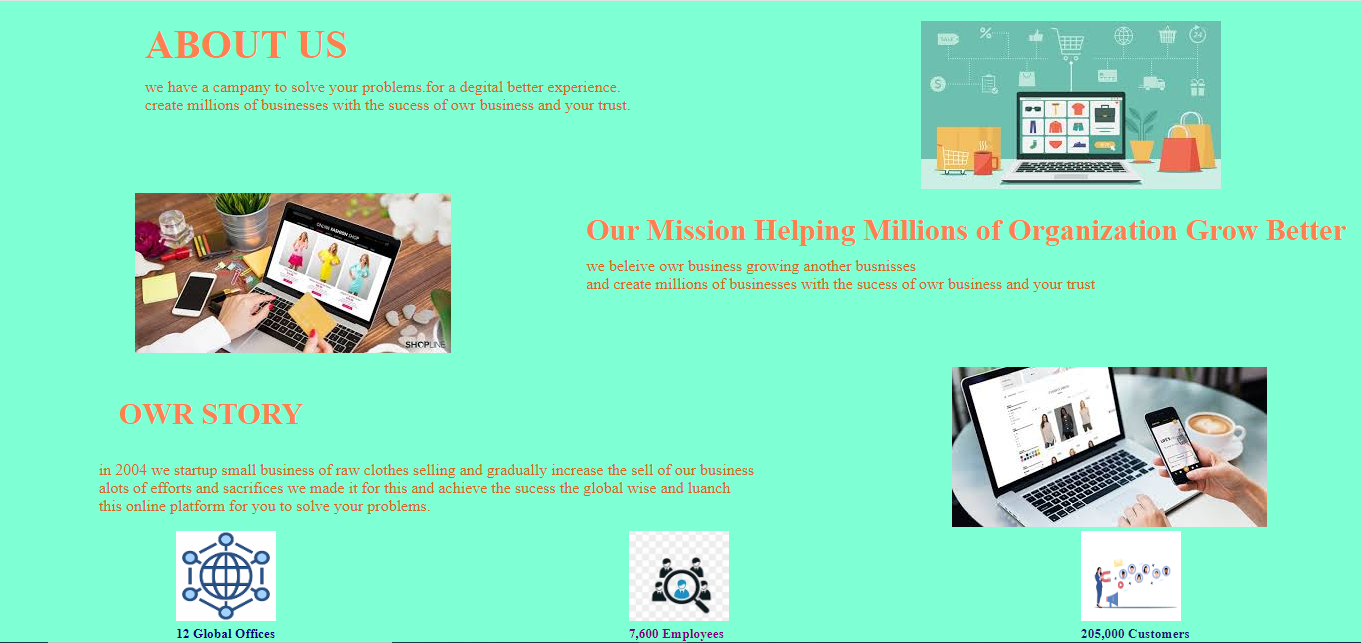 ABOUT US
we have a campany to solve your problems.for a degital better experience.
create millions of businesses with the sucess of owr business and your trust.
24
$
%
ONLINE FASHION SHOP
SHOPLINE
Our Mission Helping Millions of Organization Grow Better
we beleive owr business growing another busnisses
and create millions of businesses with the sucess of owr business and your trust
OWR STORY
in 2004 we startup small business of raw clothes selling and gradually increase the sell of our business
alots of efforts and sacrifices we made it for this and achieve the sucess the global wise and luanch
this online platform for you to solve your problems.
12 Global Offices
7,600 Employees
205,000 Customers